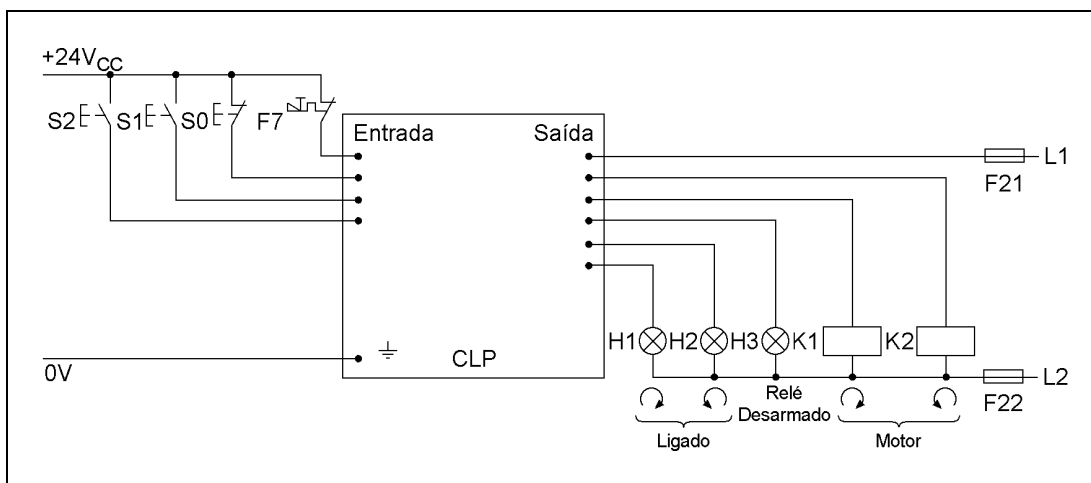 +24VCC
S2 S1 S0 F7
Entrada Saída
L1
F21
H1 H2 H3 K1 K2
0V
CLP
L2
F22
Relé
Desarmado
Ligado Motor